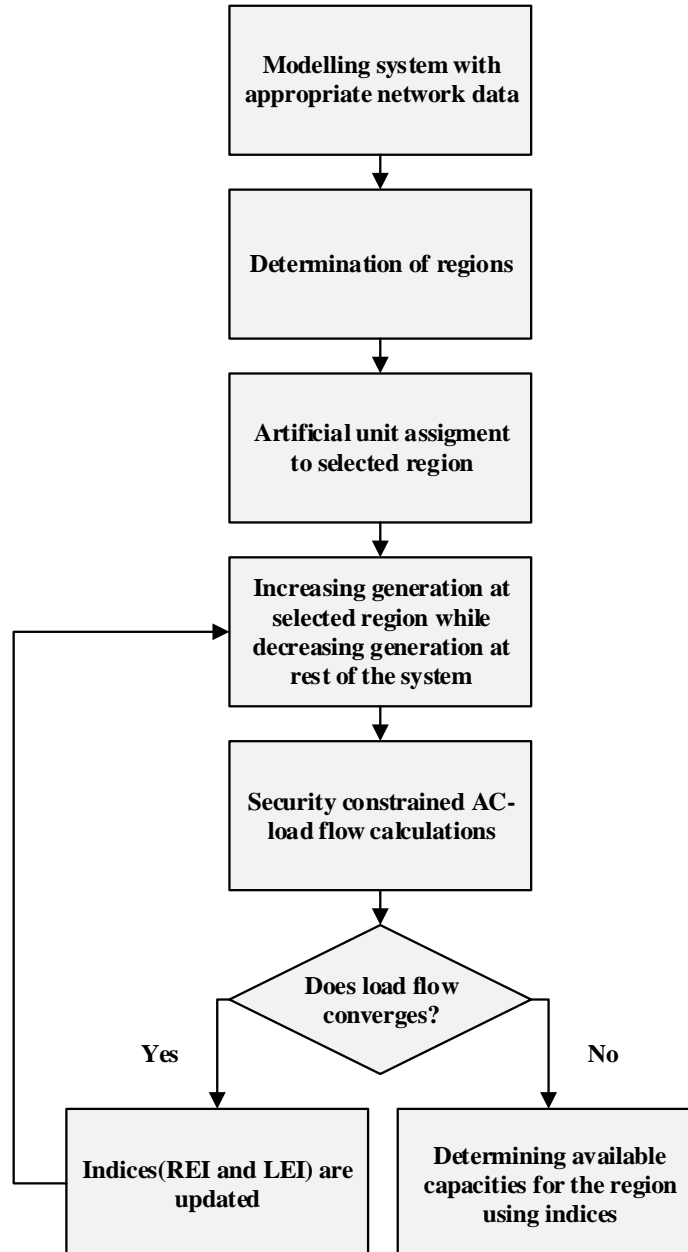 Modelling system with
appropriate network data
Determination of regions
Artificial unit assigment
to selected region
Increasing generation at
selected region while
decreasing generation at
rest of the system
Security constrained AC-
load flow calculations
Does load flow
converges?
Yes
No
Indices(REI and LEI) are
updated
Determining available
capacities for the region
using indices